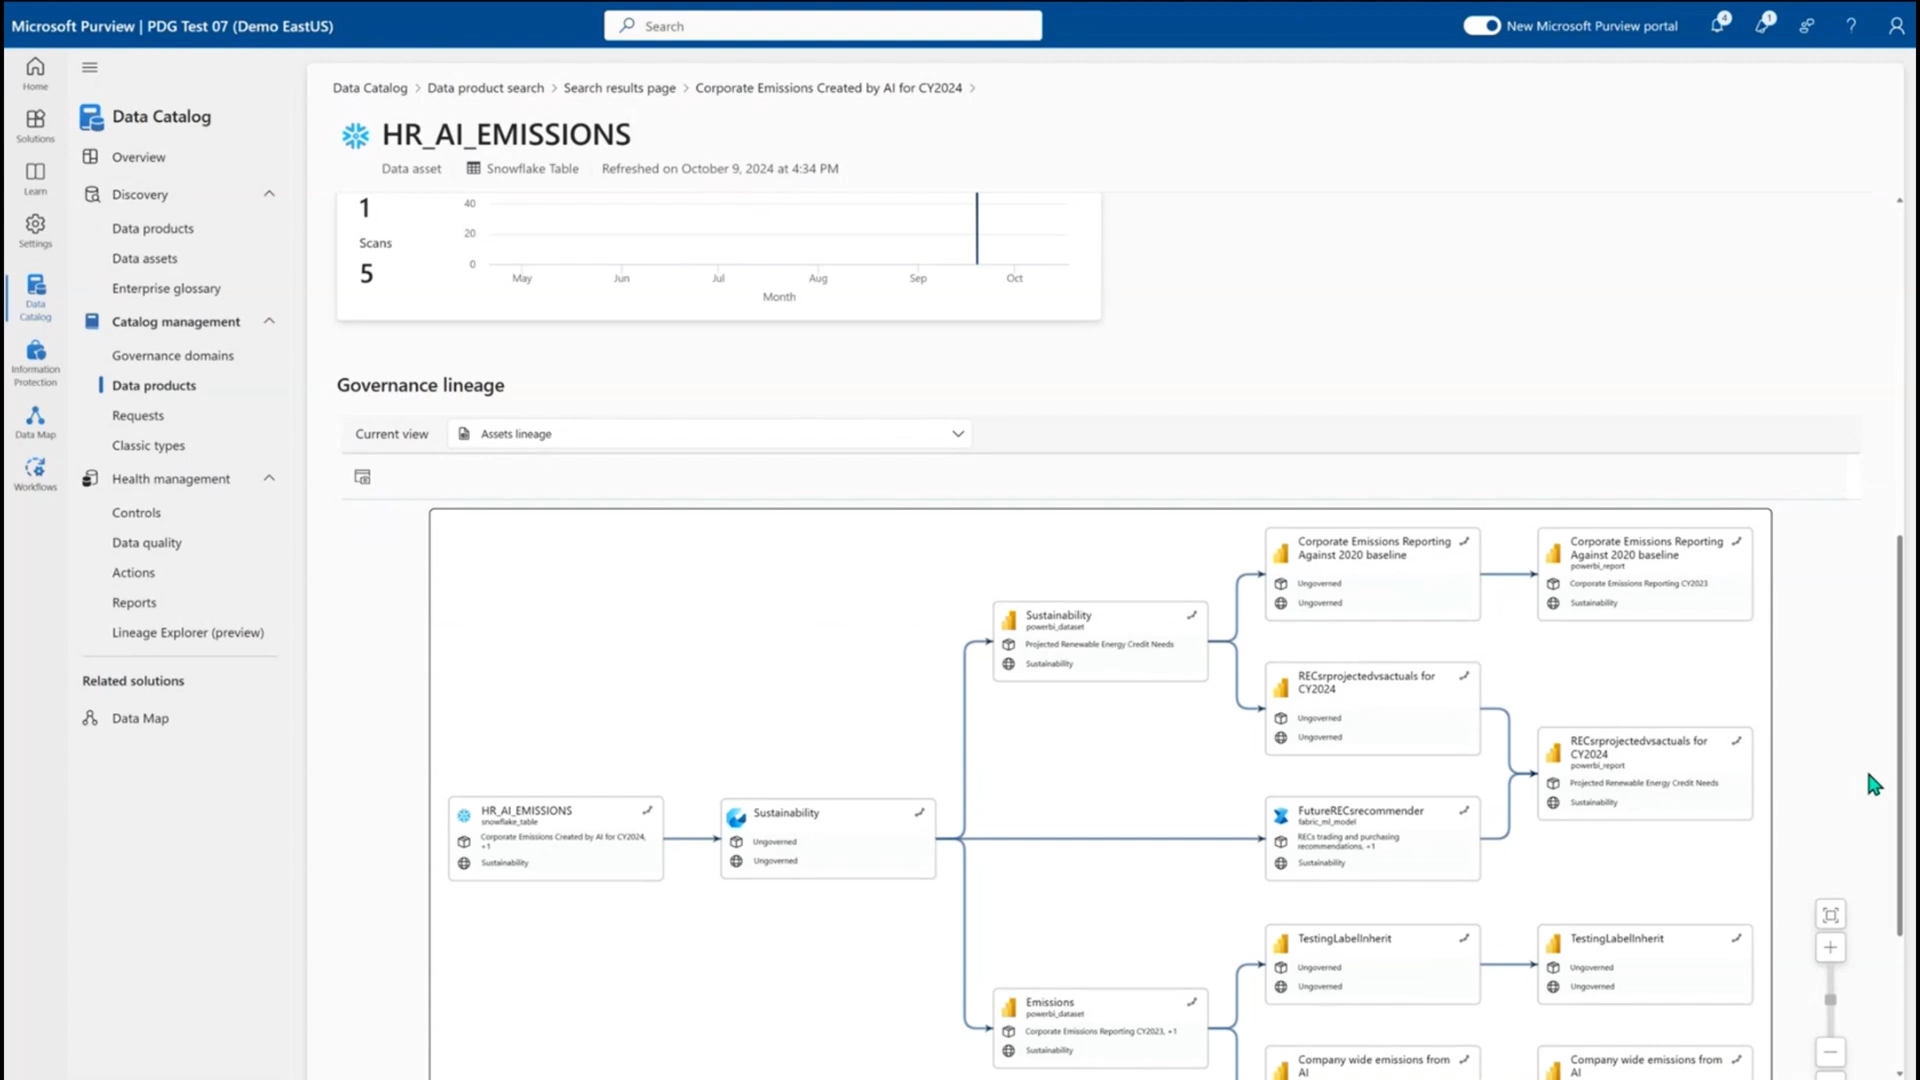 Microsoft Purview | PDG Test 07 (Demo EastUS)
Search
New Microsoft Purview portal
4
1
?
Home
Solutions
Learn
Settings
Data
Catalog
Information
Protection
Data Map
Workflows
Data Catalog
Overview
Discovery
Data products
Data assets
Enterprise glossary
Catalog management
Governance domains
Data products
Requests
Classic types
Health management
Controls
Data quality
Actions
Reports
Lineage Explorer (preview)
Related solutions
Data Map
Data Catalog > Data product search > Search results page > Corporate Emissions Created by AI for CY2024 >
HR_AI_EMISSIONS
Data asset Snowflake Table Refreshed on October 9, 2024 at 4:34 PM
1
Scans
5
40
20
0
May Jun Jul Aug Sep Oct
Month
Governance lineage
Current view Assets lineage
HR_AI_EMISSIONS
snowflake_table
Corporate Emissions Created by AI for CY2024,
+1
Sustainability
Sustainability
Ungoverned
Ungoverned
Sustainability
powerbi_dataset
Projected Renewable Energy Credit Needs
Sustainability
Emissions
powerbi_dataset
Corporate Emissions Reporting CY2023, +1
Sustainability
Corporate Emissions Reporting
Against 2020 baseline
Ungoverned
Ungoverned
RECsrprojectedvsactuals for
CY2024
Ungoverned
Ungoverned
FutureRECsrecommender
fabric_ml_model
RECs trading and purchasing
recommendations, +1
Sustainability
TestingLabelInherit
Ungoverned
Ungoverned
Company wide emissions from
AI
Corporate Emissions Reporting
Against 2020 baseline
powerbi_report
Corporate Emissions Reporting CY2023
Sustainability
RECsrprojectedvsactuals for
CY2024
powerbi_report
Projected Renewable Energy Credit Needs
Sustainability
TestingLabelInherit
Ungoverned
Ungoverned
Company wide emissions from
AI